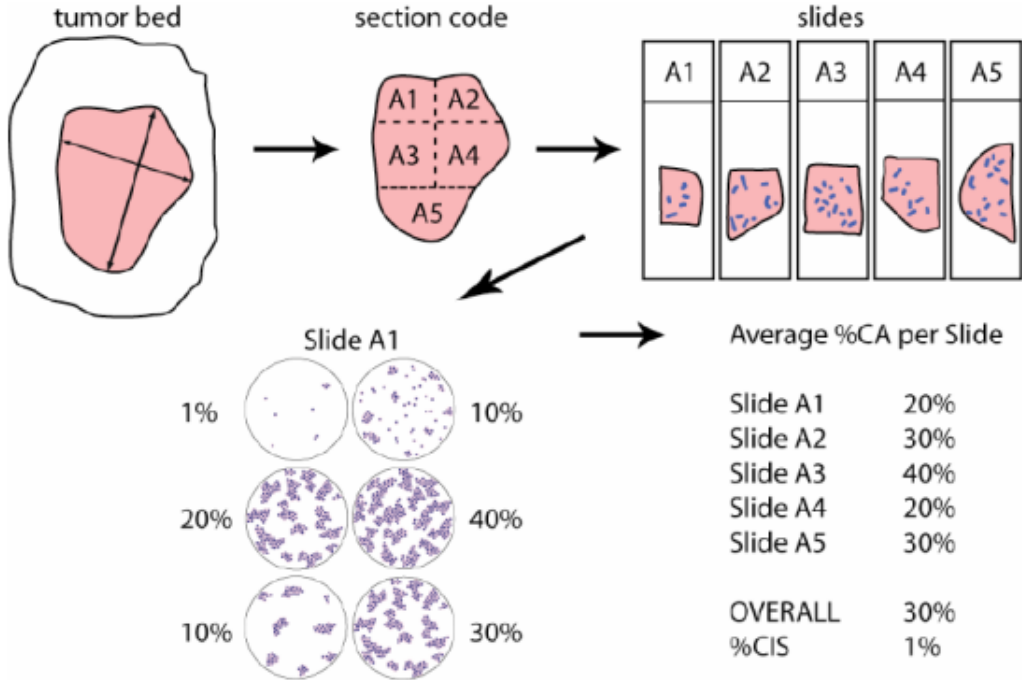 tumor bed
section code
slides
A1 A2
A3 A4
A5
A1 A2 A3 A4 A5
Slide A1
1% 10%
20% 40%
10% 30%
Average %CA per Slide
Slide A1 20%
Slide A2 30%
Slide A3 40%
Slide A4 20%
Slide A5 30%
OVERALL 30%
%CIS 1%